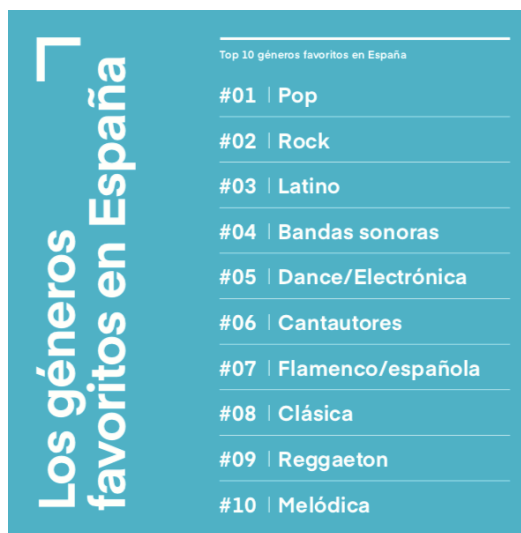 Los géneros
favoritos en España
Top 10 géneros favoritos en España
#01 | Pop
#02 | Rock
#03 | Latino
#04 | Bandas sonoras
#05 | Dance/Electrónica
#06 | Cantautores
#07 | Flamenco/española
#08 | Clásica
#09 | Reggaeton
#10 | Melódica